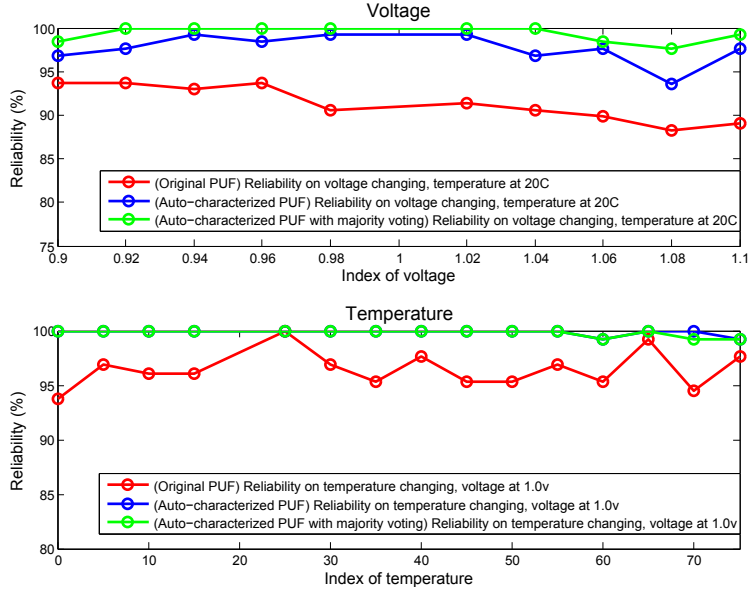 Voltage
100
95
90
85
80
75
Reliability (%)
(Original PUF) Reliability on voltage changing, temperature at 20C
(Auto−characterized PUF) Reliability on voltage changing, temperature at 20C
(Auto−characterized PUF with majority voting) Reliability on voltage changing, temperature at 20C
0.9 0.92 0.94 0.96 0.98 1 1.02 1.04 1.06 1.08 1.1
Index of voltage
Temperature
100
95
90
85
80
Reliability (%)
(Original PUF) Reliability on temperature changing, voltage at 1.0v
(Auto−characterized PUF) Reliability on temperature changing, voltage at 1.0v
(Auto−characterized PUF with majority voting) Reliability on temperature changing, voltage at 1.0v
0 10 20 30 40 50 60 70
Index of temperature